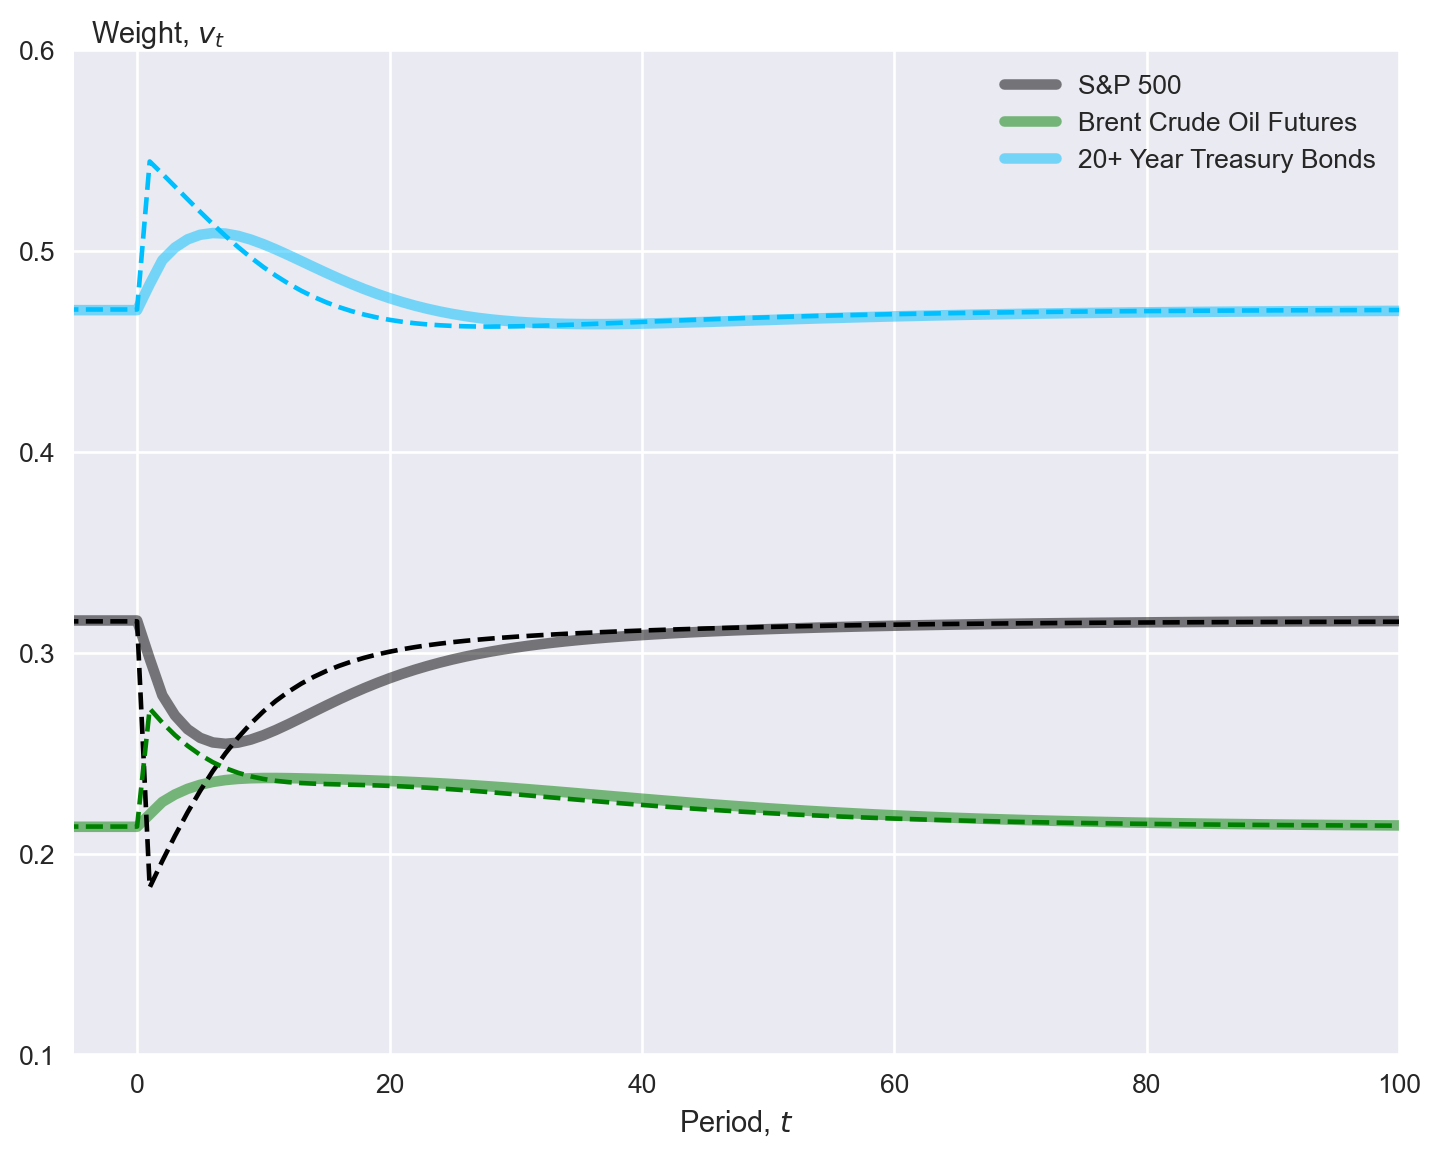 Weight, vt
0.6
0.5
0.4
0.3
0.2
0.1
S&P 500
Brent Crude Oil Futures
20+ Year Treasury Bonds
0 20 40 60 80 100
Period, t